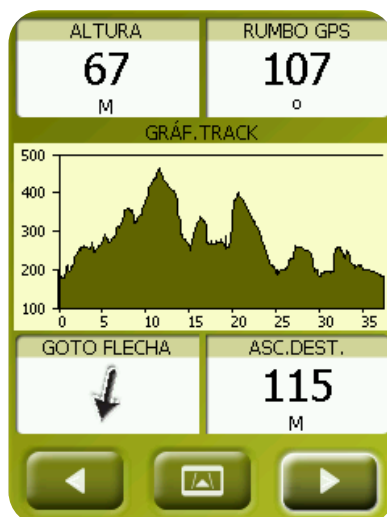 ALTURA
RUMBO GPS
67
107
M
°
GRÁF.TRACK
500
400
300
200
100
0 5 10 15 20 25 30 35
GOTO FLECHA
ASC.DEST.
115
M